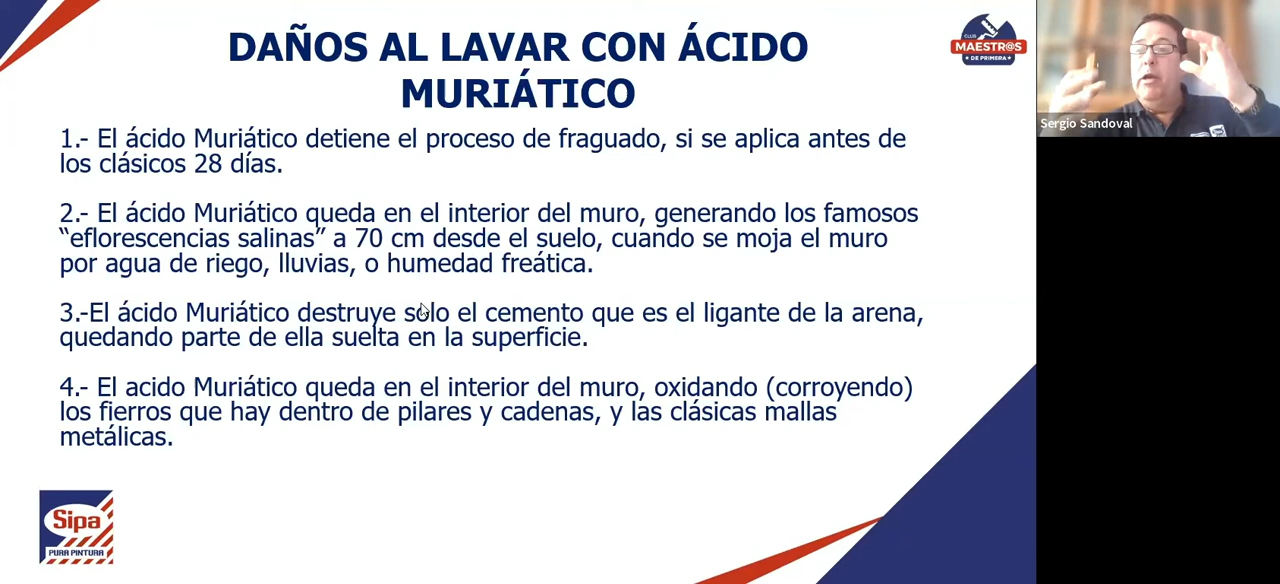 DAÑOS AL LAVAR CON ÁCIDO
MURIÁTICO
CLUB
MAESTR@S
DE PRIMERA
Sergio Sandoval
1.- El ácido Muriático detiene el proceso de fraguado, si se aplica antes de
los clásicos 28 días.
2.- El ácido Muriático queda en el interior del muro, generando los famosos
“eflorescencias salinas” a 70 cm desde el suelo, cuando se moja el muro
por agua de riego, lluvias, o humedad freática.
3.-El ácido Muriático destruye solo el cemento que es el ligante de la arena,
quedando parte de ella suelta en la superficie.
4.- El acido Muriático queda en el interior del muro, oxidando (corroyendo)
los fierros que hay dentro de pilares y cadenas, y las clásicas mallas
metálicas.
Sipa
PURA PINTURA